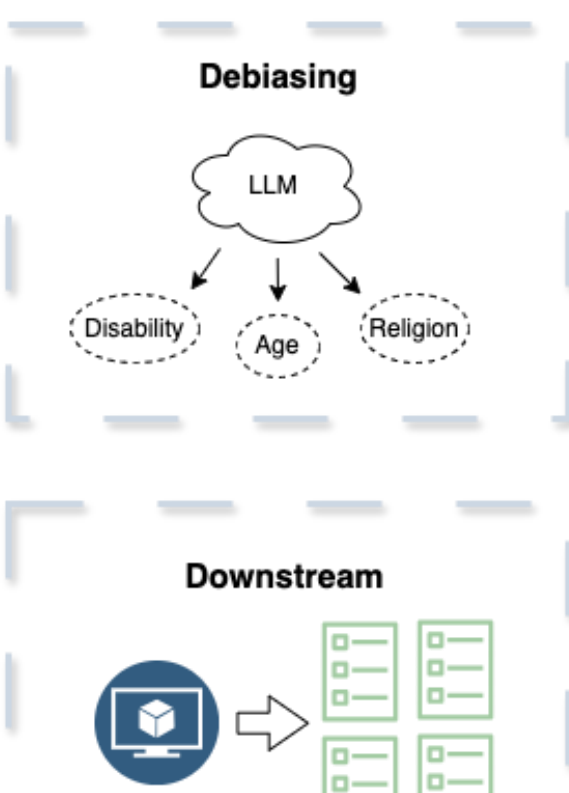 Debiasing
LLM
Disability
Age
Religion
Downstream